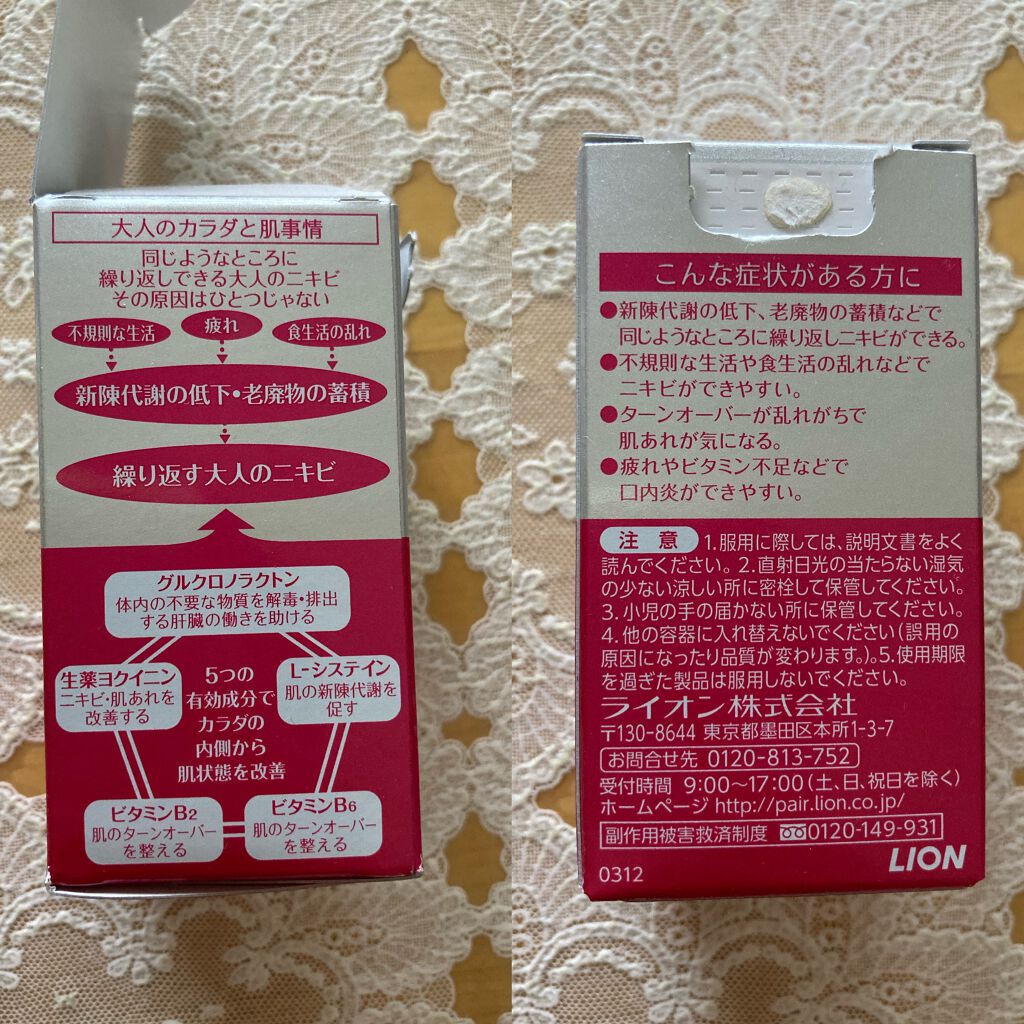 大人のカラダと肌事情
同じようなところに
繰り返しできる大人のニキビ
その原因はひとつじゃない
不規則な生活
疲れ
食生活の乱れ
新陳代謝の低下・老廃物の蓄積
繰り返す大人のニキビ
グルクロノラクトン
体内の不要な物質を解毒・排出
する肝臓の働きを助ける
生薬ヨクイニン
ニキビ・肌あれを
改善する
5つの
有効成分で
カラダの
内側から
肌状態を改善
L-システイン
肌の新陳代謝を
促す
ビタミンB2
肌のターンオーバー
を整える
ビタミンB6
肌のターンオーバー
を整える
こんな症状がある方に
●新陳代謝の低下、老廃物の蓄積などで
同じようなところに繰り返しニキビができる。
●不規則な生活や食生活の乱れなどで
ニキビができやすい。
●ターンオーバーが乱れがちで
肌あれが気になる。
●疲れやビタミン不足などで
口内炎ができやすい。
注意 1.服用に際しては、説明文書をよく
読んでください。2.直射日光の当たらない湿気
の少ない涼しい所に密栓して保管してください。
3.小児の手の届かない所に保管してください。
4.他の容器に入れ替えないでください(誤用の
原因になったり品質が変わります。)。5.使用期限
を過ぎた製品は服用しないでください。
ライオン株式会社
〒130-8644 東京都墨田区本所1-3-7
お問合せ先 0120-813-752
受付時間 9:00〜17:00(土、日、祝日を除く)
ホームページ http://pair.lion.co.jp/
副作用被害救済制度 0120-149-931
0312
LION